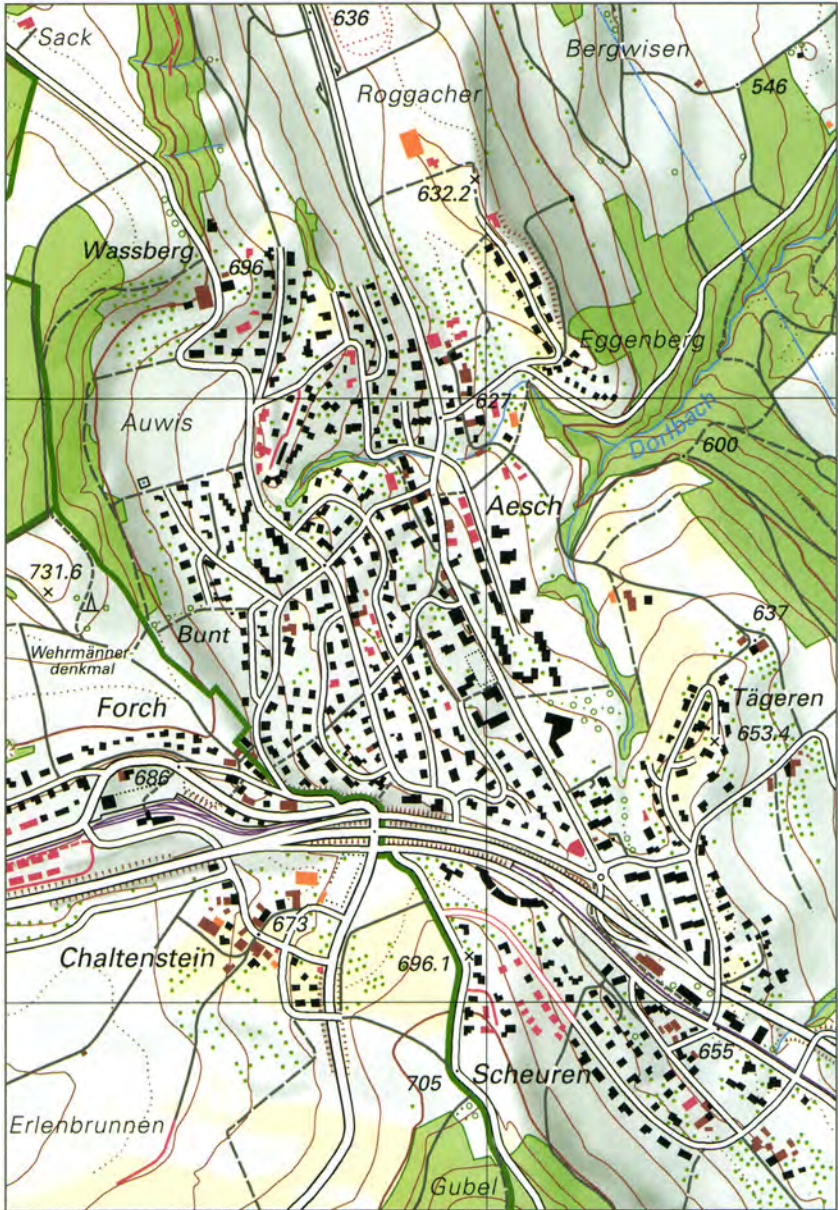 636
Sack
Bergwisen
Roggacher
546
632.2
Wassberg
696
Eggenberg
627
Auwis
Dorfbach
600
Aesch
731.6
637
Bunt
Wehrmänner
denkmal
Tägeren
Forch
653.4
686
673
Chaltenstein
696.1
655
705
Scheuren
Erlenbrunnen
Gubel